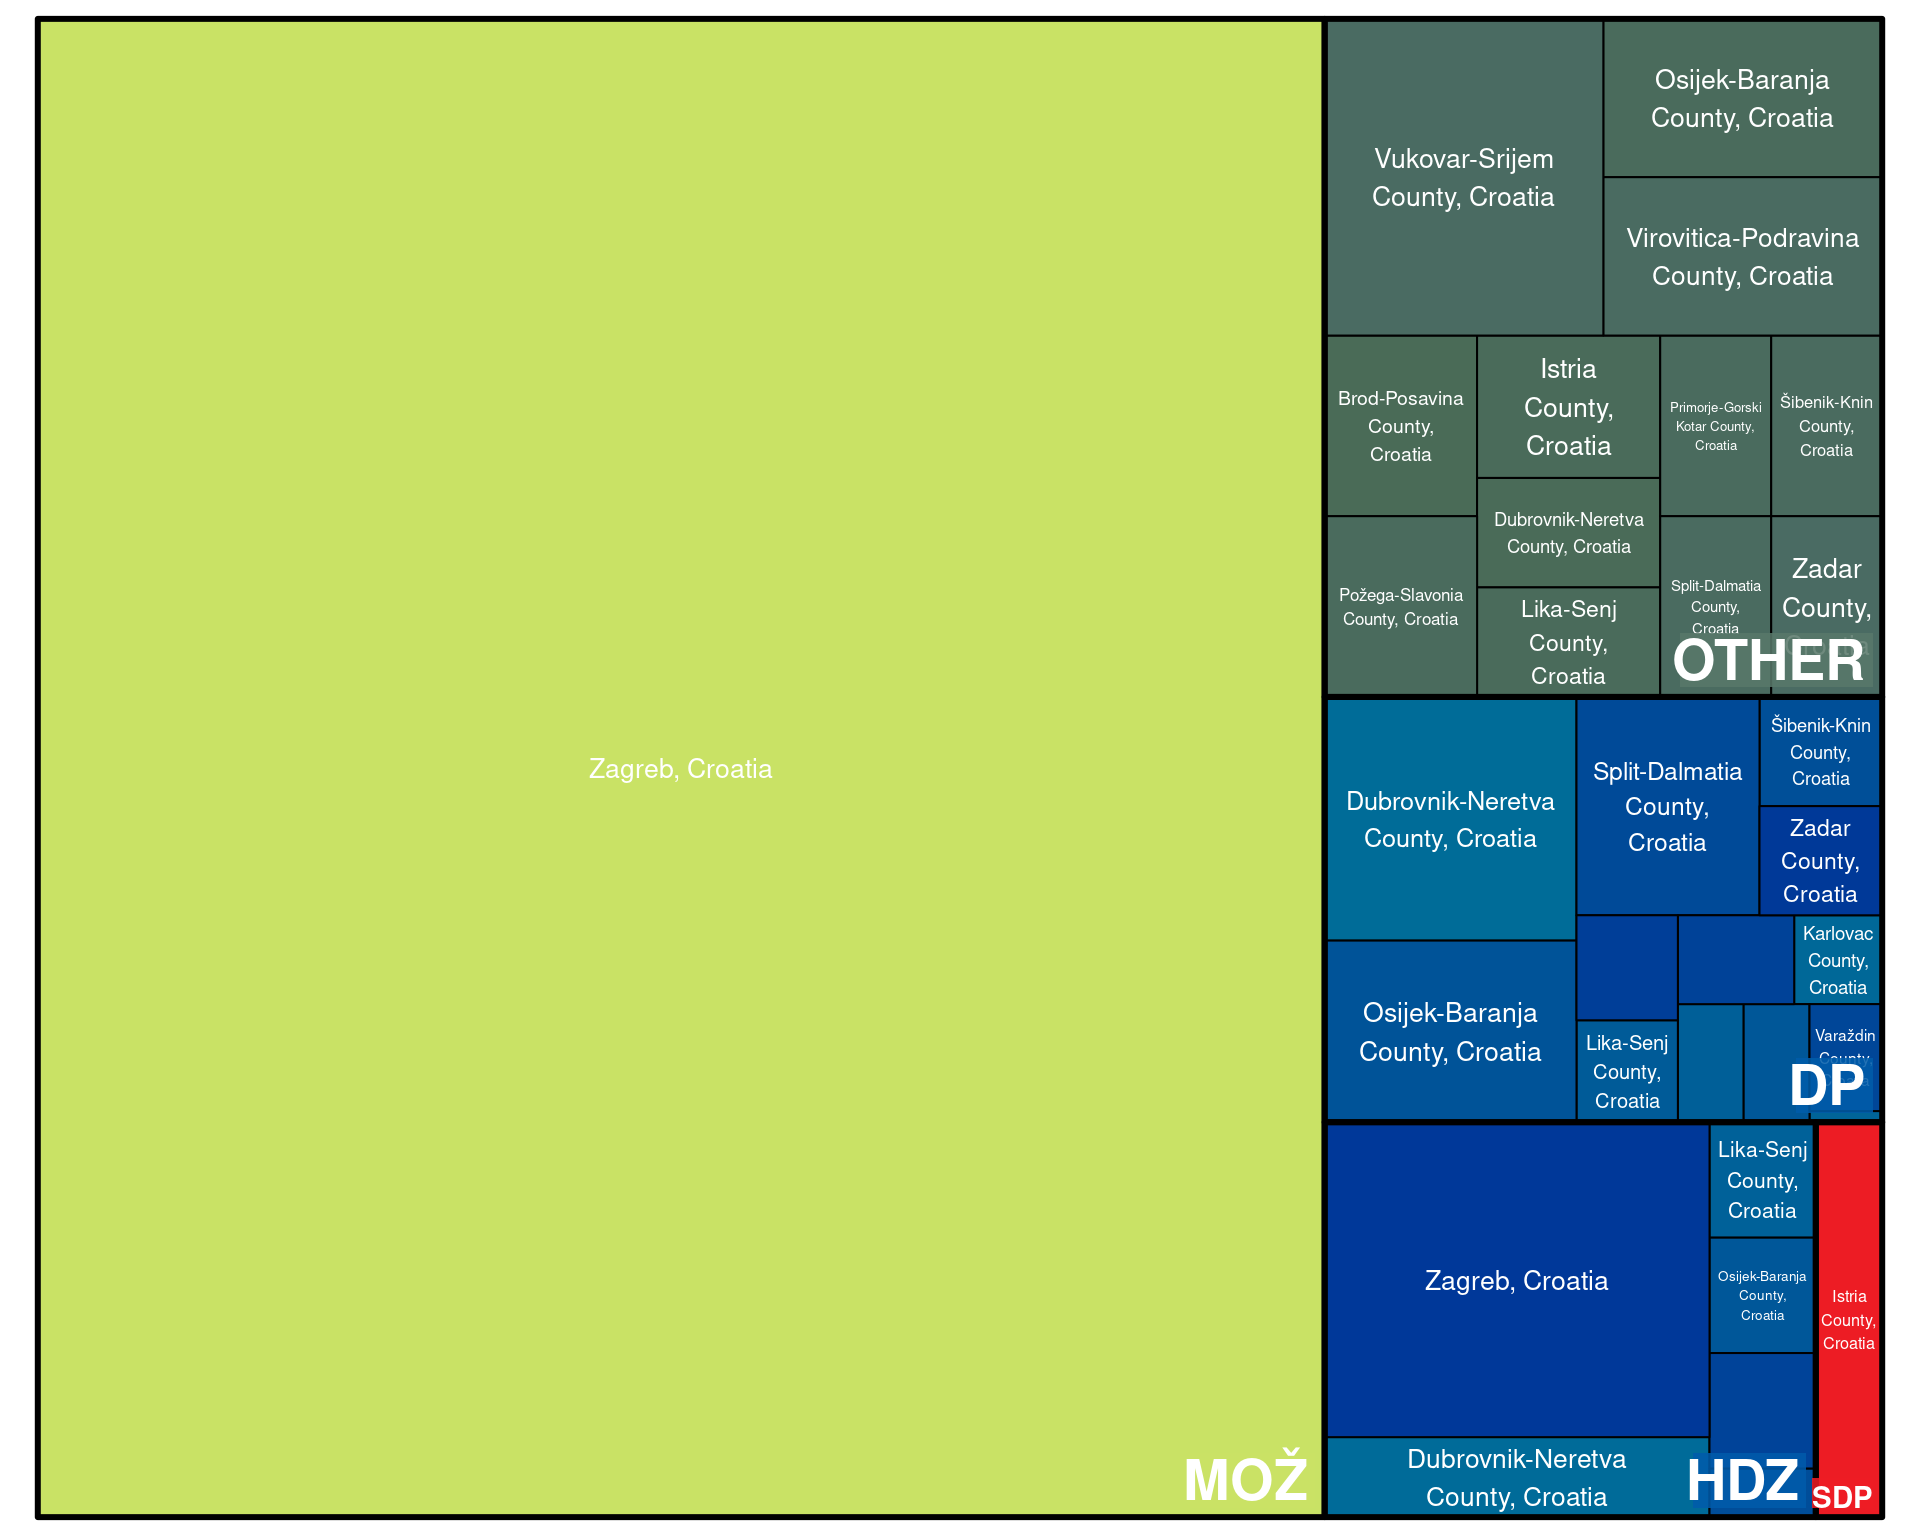 Zagreb, Croatia
MOŽ
Vukovar-Srijem
County, Croatia
Osijek-Baranja
County, Croatia
Virovitica-Podravina
County, Croatia
Brod-Posavina
County,
Croatia
Istria
County,
Croatia
Primorje-Gorski
Kotar County,
Croatia
Šibenik-Knin
County,
Croatia
Dubrovnik-Neretva
County, Croatia
Požega-Slavonia
County, Croatia
Lika-Senj
County,
Croatia
Split-Dalmatia
County,
Croatia
Zadar
County,
Croatia
OTHER
Dubrovnik-Neretva
County, Croatia
Split-Dalmatia
County,
Croatia
Šibenik-Knin
County,
Croatia
Zadar
County,
Croatia
Osijek-Baranja
County, Croatia
Lika-Senj
County,
Croatia
Karlovac
County,
Croatia
Varaždin
County,
DP
Zagreb, Croatia
Lika-Senj
County,
Croatia
Osijek-Baranja
County,
Croatia
Dubrovnik-Neretva
County, Croatia
HDZ
Istria
County,
Croatia
SDP